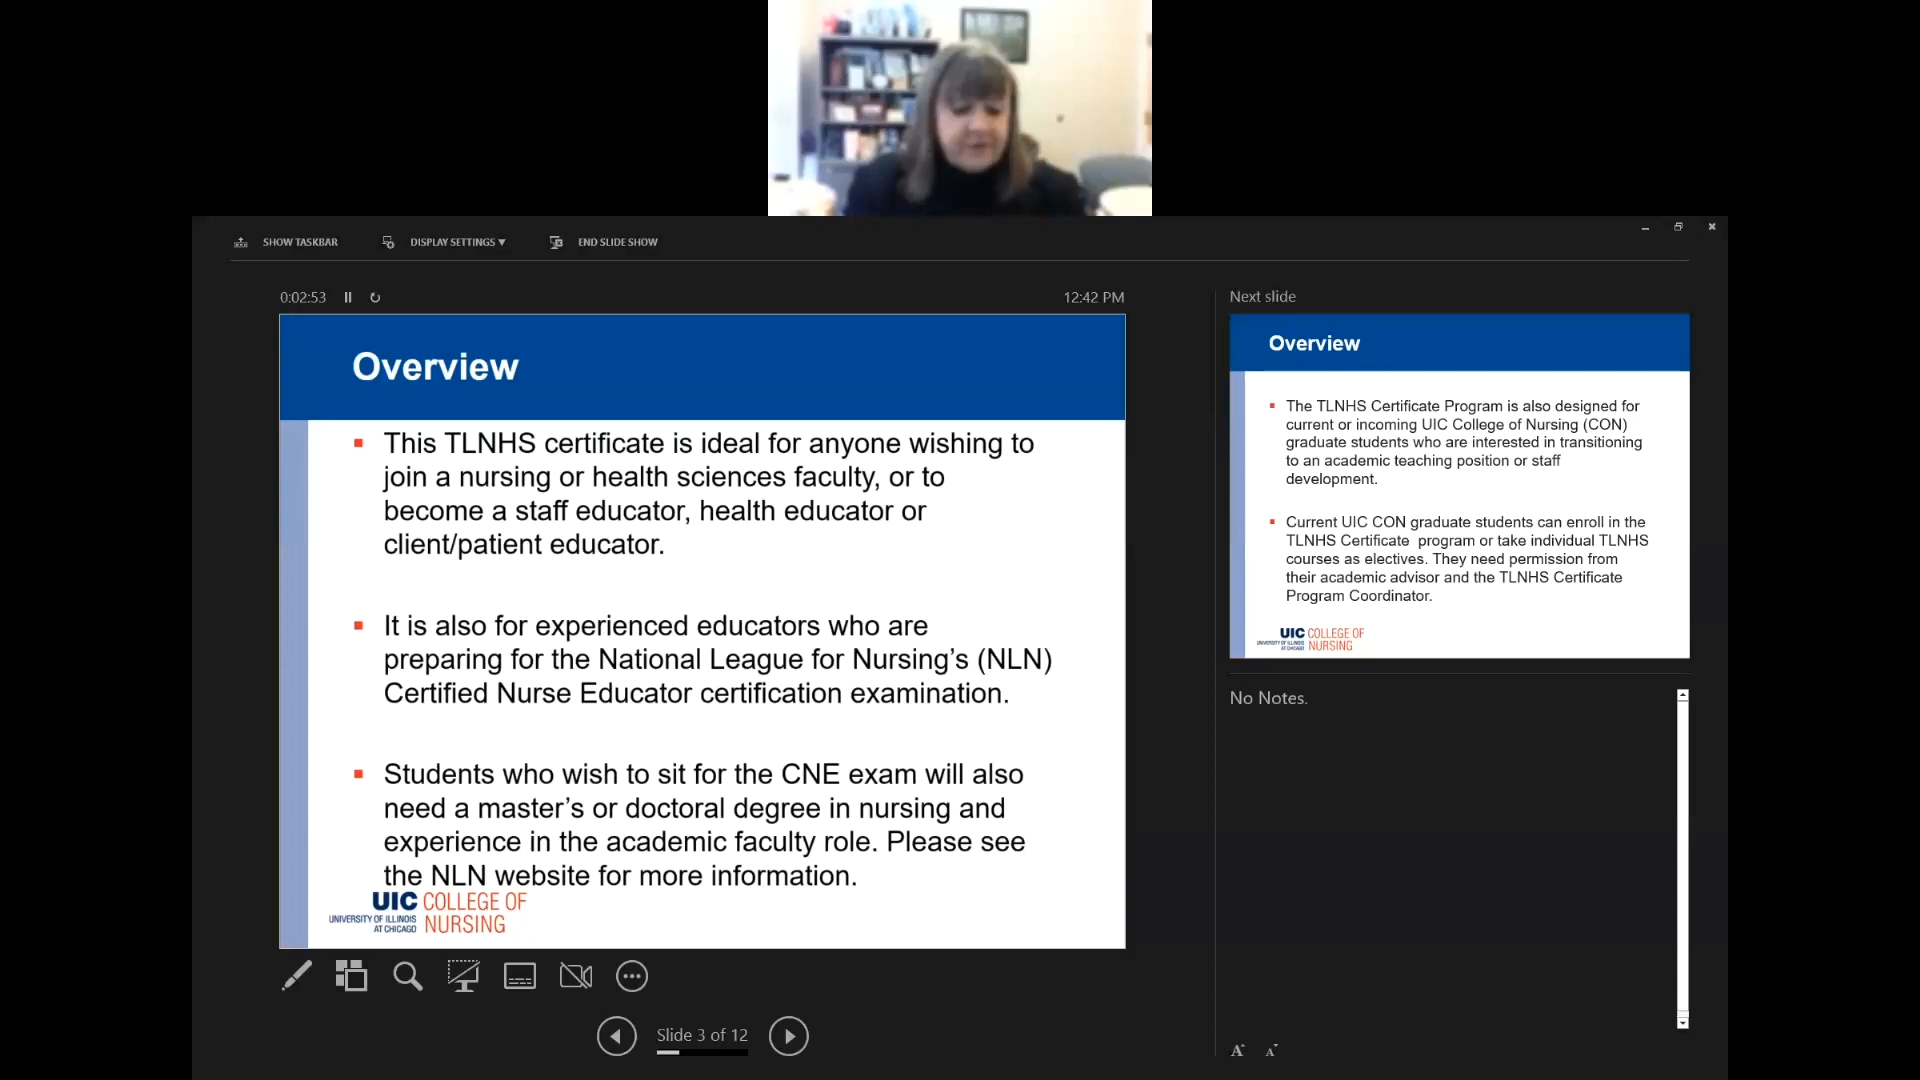 SHOW TASKBAR
DISPLAY SETTINGS ▾
END SLIDE SHOW
0:02:53
12:42 PM
Overview
▪ This TLNHS certificate is ideal for anyone wishing to
join a nursing or health sciences faculty, or to
become a staff educator, health educator or
client/patient educator.
▪ It is also for experienced educators who are
preparing for the National League for Nursing’s (NLN)
Certified Nurse Educator certification examination.
▪ Students who wish to sit for the CNE exam will also
need a master’s or doctoral degree in nursing and
experience in the academic faculty role. Please see
the NLN website for more information.
UIC COLLEGE OF
UNIVERSITY OF ILLINOIS
AT CHICAGO
NURSING
Slide 3 of 12
Next slide
Overview
▪ The TLNHS Certificate Program is also designed for
current or incoming UIC College of Nursing (CON)
graduate students who are interested in transitioning
to an academic teaching position or staff
development.
▪ Current UIC CON graduate students can enroll in the
TLNHS Certificate program or take individual TLNHS
courses as electives. They need permission from
their academic advisor and the TLNHS Certificate
Program Coordinator.
UIC COLLEGE OF
UNIVERSITY OF ILLINOIS
AT CHICAGO
NURSING
No Notes.
A A